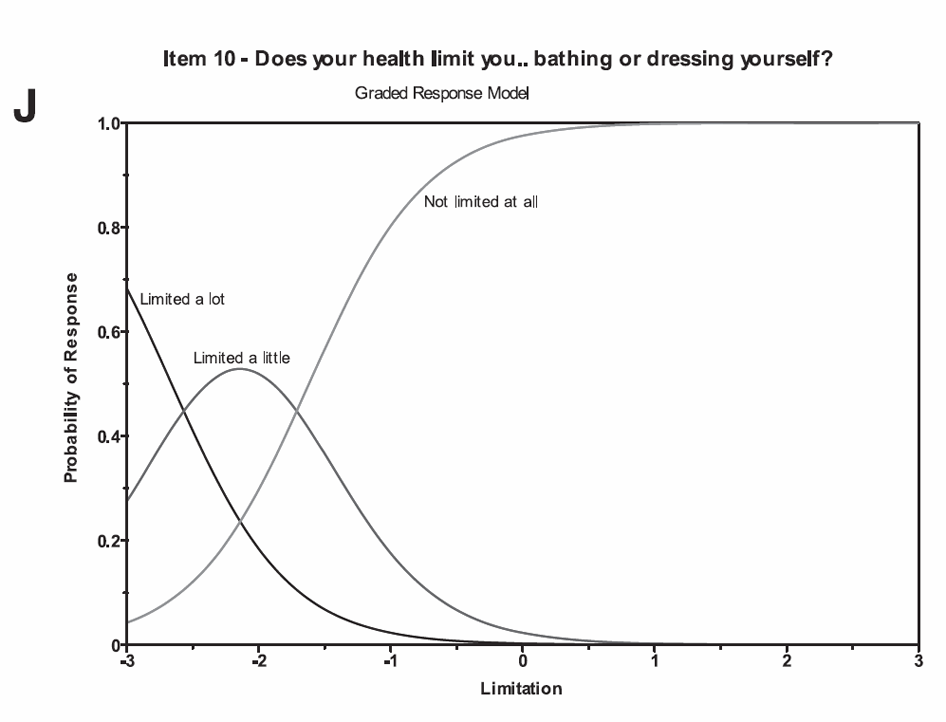 Item 10 - Does your health limit you.. bathing or dressing yourself?
Graded Response Model
J
1.0
Not limited at all
0.8
Limited a lot
0.6
Limited a little
0.4
0.2
0
Probability of Response
-3 -2 -1 0 1 2 3
Limitation